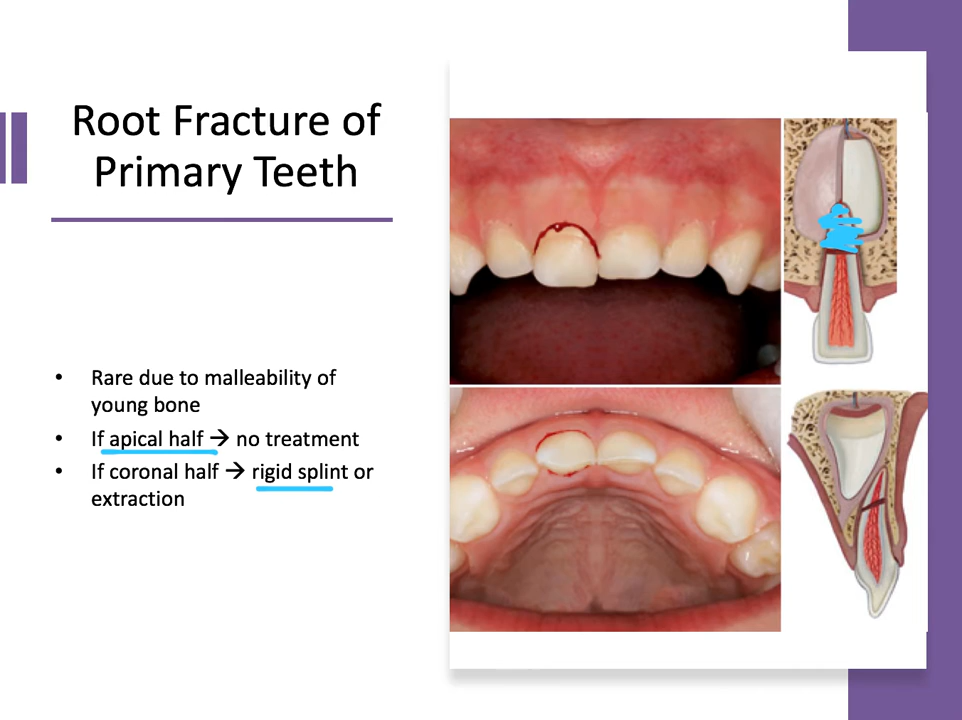 Root Fracture of
Primary Teeth
• Rare due to malleability of
young bone
• If apical half → no treatment
• If coronal half → rigid splint or
extraction